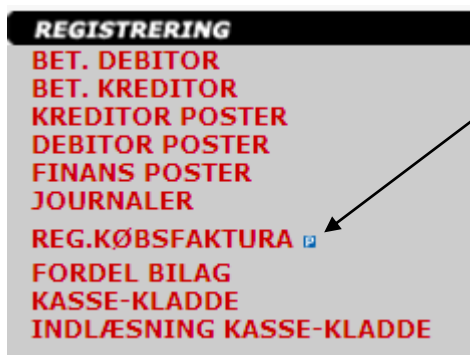 REGISTRERING
BET. DEBITOR
BET. KREDITOR
KREDITOR POSTER
DEBITOR POSTER
FINANS POSTER
JOURNALER
REG.KØBSFAKTURA P
FORDEL BILAG
KASSE-KLADDE
INDLÆSNING KASSE-KLADDE